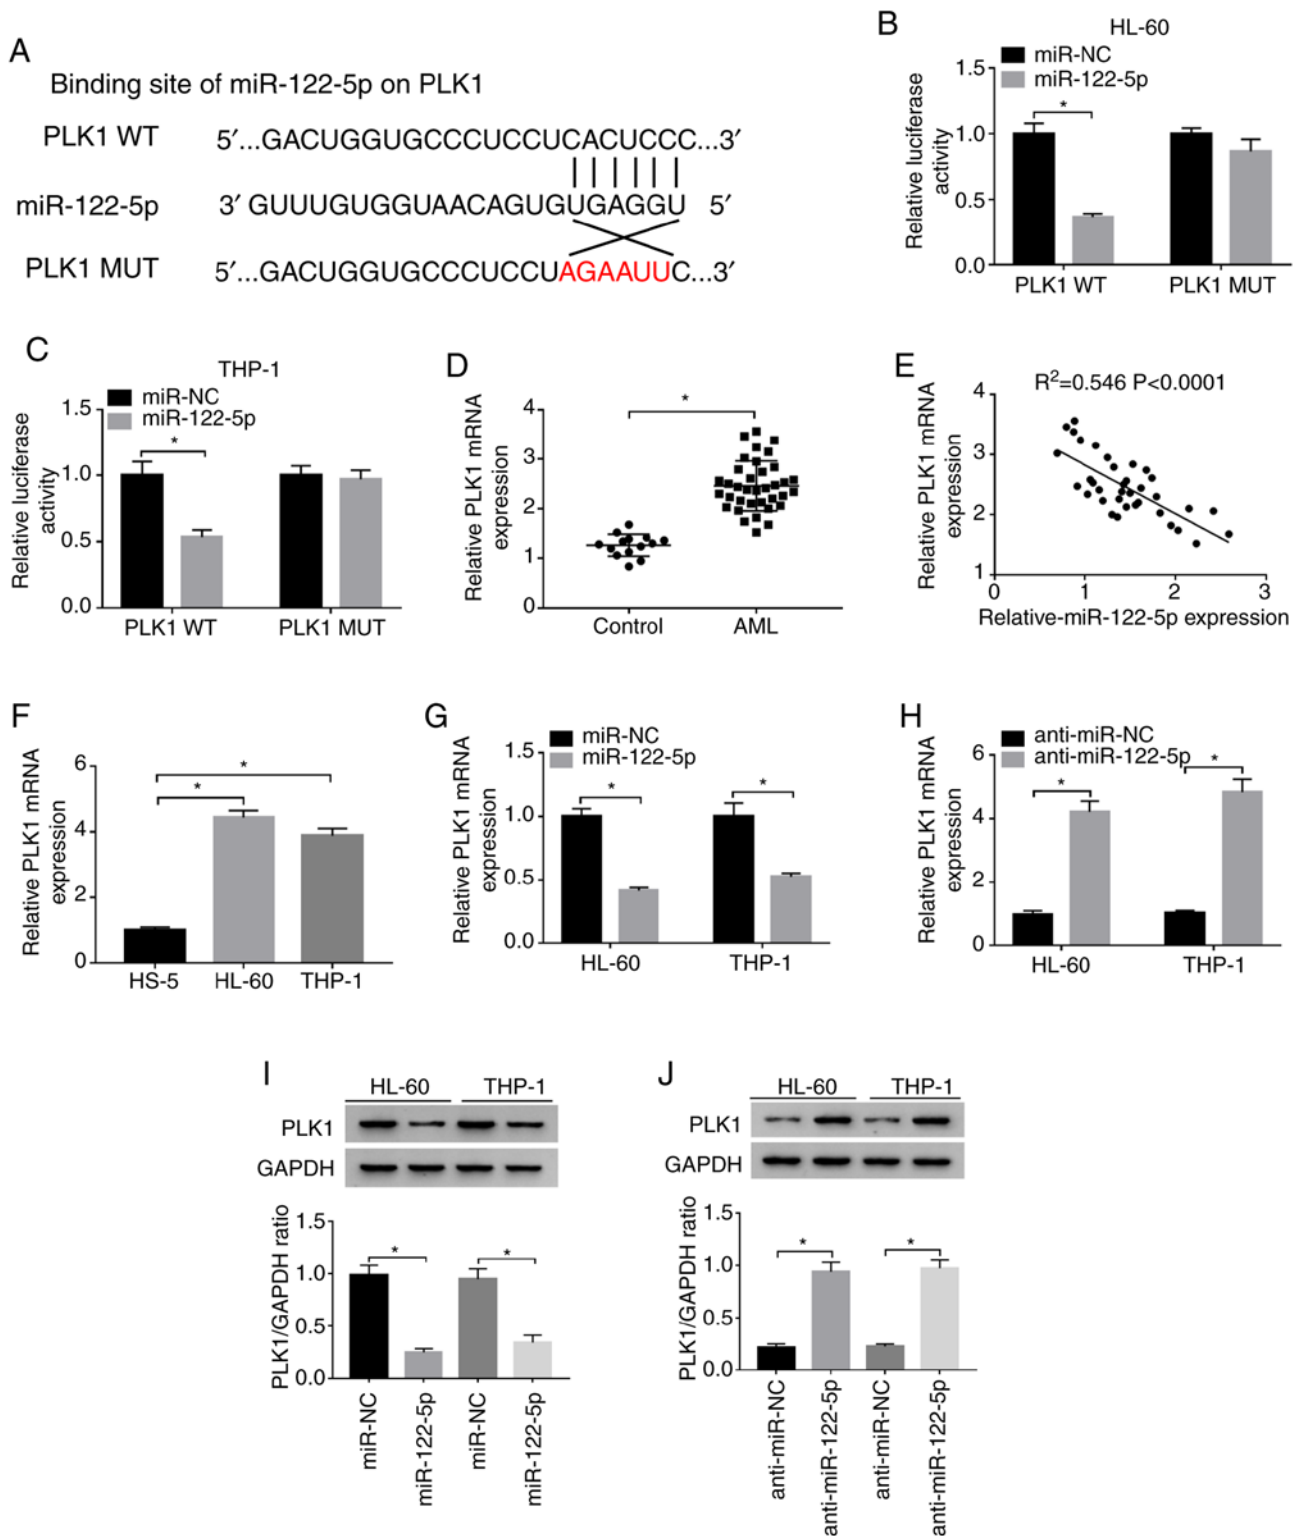 A
Binding site of miR-122-5p on PLK1
PLK1 WT 5′...GACUGGUGCCCUCCUCACUCCC...3′
miR-122-5p 3′ GUUUGUGGUAACAGUGUGAGGU 5′
PLK1 MUT 5′...GACUGGUGCCCUCCUAGAAUUC...3′
B
HL-60
miR-NC
miR-122-5p
*
Relative luciferase
activity
1.5
1.0
0.5
0.0
PLK1 WT PLK1 MUT
C
THP-1
miR-NC
miR-122-5p
*
Relative luciferase
activity
1.5
1.0
0.5
0.0
PLK1 WT PLK1 MUT
D
*
Relative PLK1 mRNA
expression
4
3
2
1
0
Control AML
E
R²=0.546 P<0.0001
Relative PLK1 mRNA
expression
4
3
2
1
0 1 2 3
Relative-miR-122-5p expression
F
*
*
Relative PLK1 mRNA
expression
6
4
2
0
HS-5 HL-60 THP-1
G
miR-NC
miR-122-5p
* *
Relative PLK1 mRNA
expression
1.5
1.0
0.5
0.0
HL-60 THP-1
H
anti-miR-NC
anti-miR-122-5p
* *
Relative PLK1 mRNA
expression
6
4
2
0
HL-60 THP-1
I
HL-60 THP-1
PLK1
GAPDH
* *
PLK1/GAPDH ratio
1.5
1.0
0.5
0.0
miR-NC
miR-122-5p
miR-NC
miR-122-5p
J
HL-60 THP-1
PLK1
GAPDH
* *
PLK1/GAPDH ratio
1.5
1.0
0.5
0.0
anti-miR-NC
anti-miR-122-5p
anti-miR-NC
anti-miR-122-5p